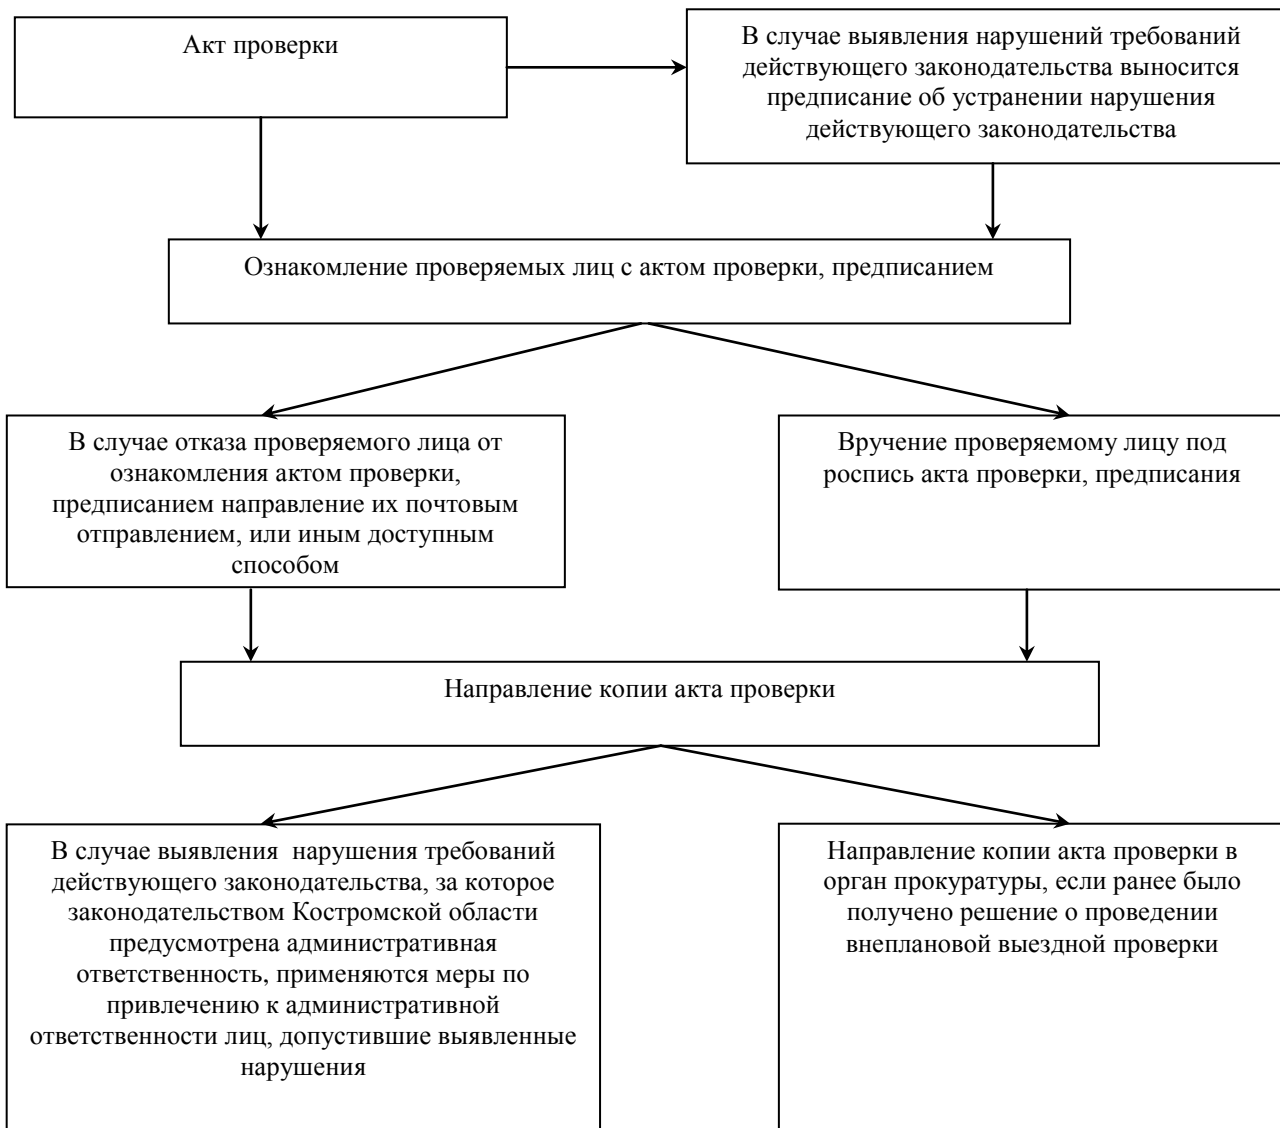 Акт проверки
В случае выявления нарушений требований
действующего законодательства выносится
предписание об устранении нарушения
действующего законодательства
Ознакомление проверяемых лиц с актом проверки, предписанием
В случае отказа проверяемого лица от
ознакомления актом проверки,
предписанием направление их почтовым
отправлением, или иным доступным
способом
Вручение проверяемому лицу под
роспись акта проверки, предписания
Направление копии акта проверки
В случае выявления  нарушения требований
действующего законодательства, за которое
законодательством Костромской области
предусмотрена административная
ответственность, применяются меры по
привлечению к административной
ответственности лиц, допустившие выявленные
нарушения
Направление копии акта проверки в
орган прокуратуры, если ранее было
получено решение о проведении
внеплановой выездной проверки